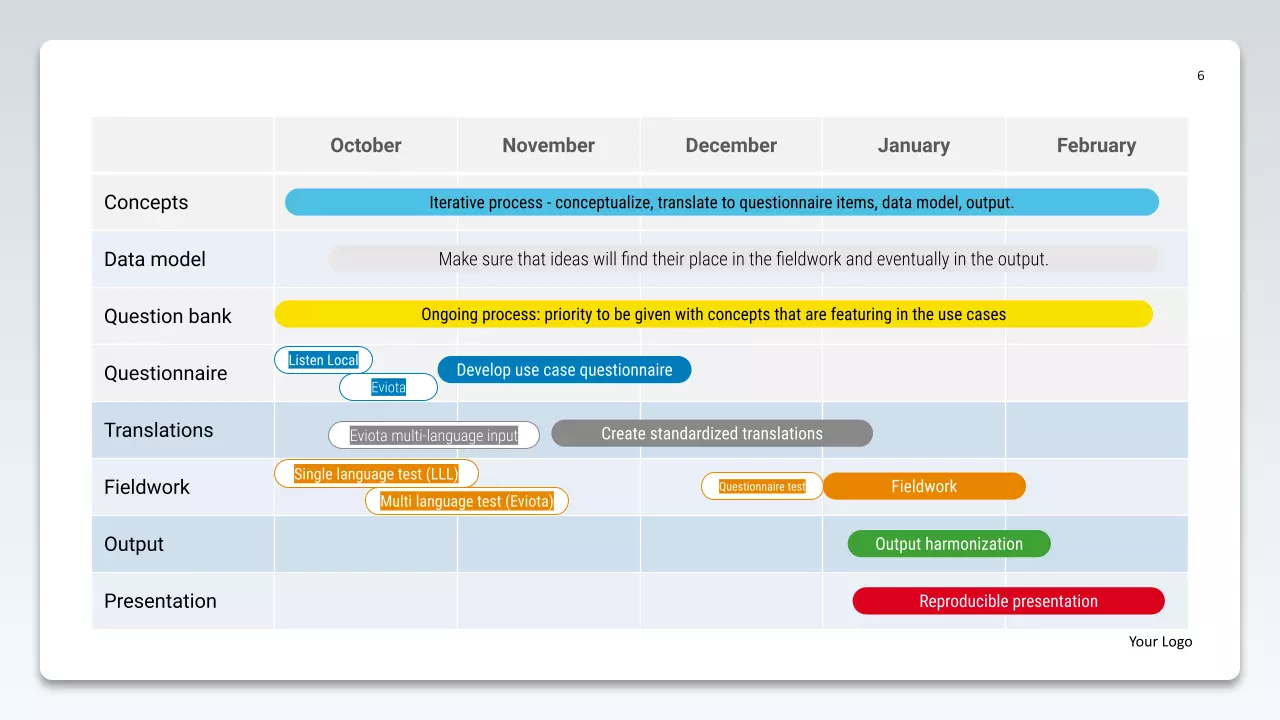 6
October November December January February
Concepts Iterative process - conceptualize, translate to questionnaire items, data model, output.
Data model Make sure that ideas will find their place in the fieldwork and eventually in the output.
Question bank Ongoing process: priority to be given with concepts that are featuring in the use cases
Listen Local
Questionnaire Develop use case questionnaire
Eviota
Translations Eviota multi-language input Create standardized translations
Single language test (LLL)
Fieldwork Questionnaire test Fieldwork
Multi language test (Eviota)
Output Output harmonization
Presentation Reproducible presentation
Your Logo